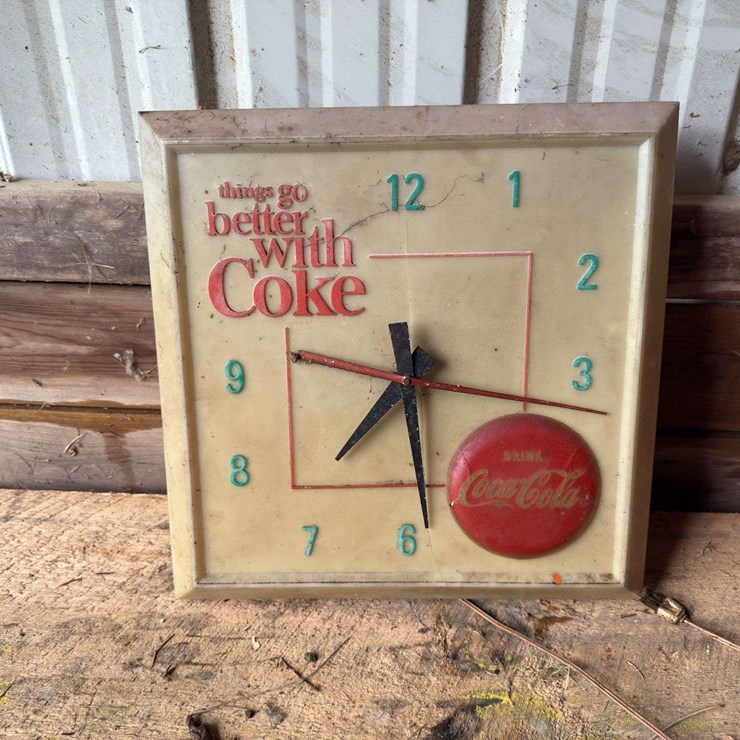 things go
better
with
Coke
12
1
2
3
DRINK
Coca-Cola
6
7
8
9